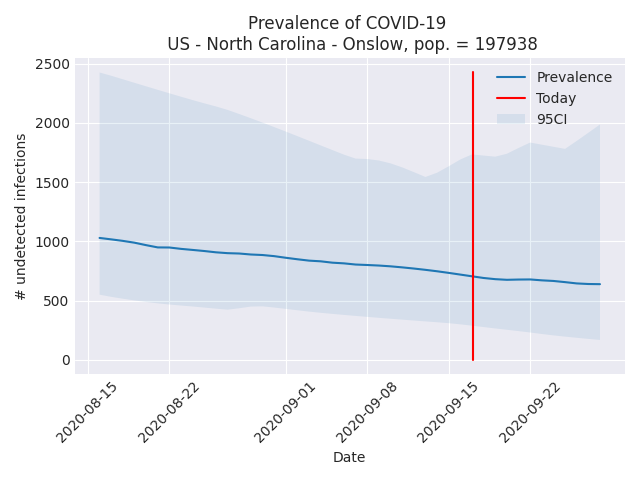 Prevalence of COVID-19
US - North Carolina - Onslow, pop. = 197938
# undetected infections
2500
2000
1500
1000
500
0
Prevalence
Today
95CI
2020-08-15
2020-08-22
2020-09-01
2020-09-08
2020-09-15
2020-09-22
Date